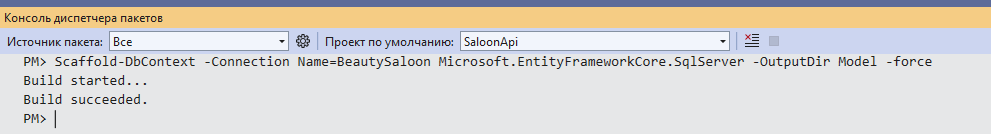 Консоль диспетчера пакетов
Источник пакета: Все Проект по умолчанию: SaloonApi
PM> Scaffold-DbContext -Connection Name=BeautySaloon Microsoft.EntityFrameworkCore.SqlServer -OutputDir Model -force
Build started...
Build succeeded.
PM>